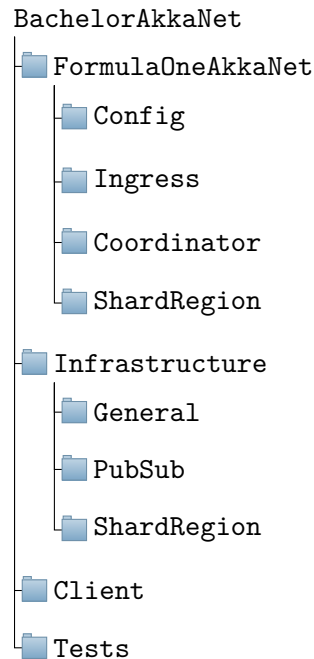 BachelorAkkaNet
FormulaOneAkkaNet
Config
Ingress
Coordinator
ShardRegion
Infrastructure
General
PubSub
ShardRegion
Client
Tests